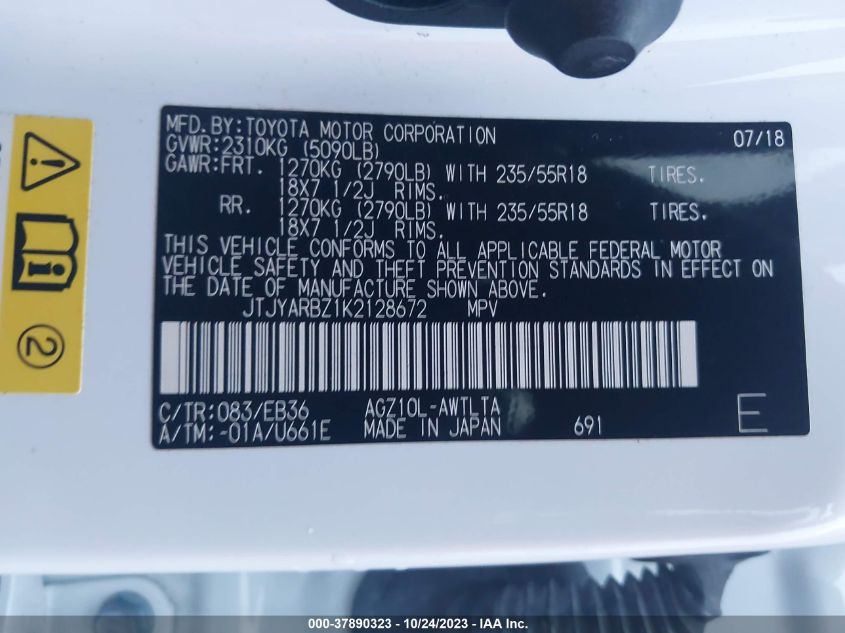 MFD.BY:TOYOTA MOTOR CORPORATION 07/18
GVWR:2310KG (5090LB)
GAWR:FRT. 1270KG (2790LB) WITH 235/55R18 TIRES.
18X7 1/2J RIMS.
RR. 1270KG (2790LB) WITH 235/55R18 TIRES.
18X7 1/2J RIMS.
THIS VEHICLE CONFORMS TO ALL APPLICABLE FEDERAL MOTOR
VEHICLE SAFETY AND THEFT PREVENTION STANDARDS IN EFFECT ON
THE DATE OF MANUFACTURE SHOWN ABOVE.
JTJYARBZ1K2128672 MPV
C/TR:083/EB36 AGZ10L-AWTLTA
A/TM:-01A/U661E MADE IN JAPAN 691 E
2
000-37890323 - 10/24/2023 - IAA Inc.